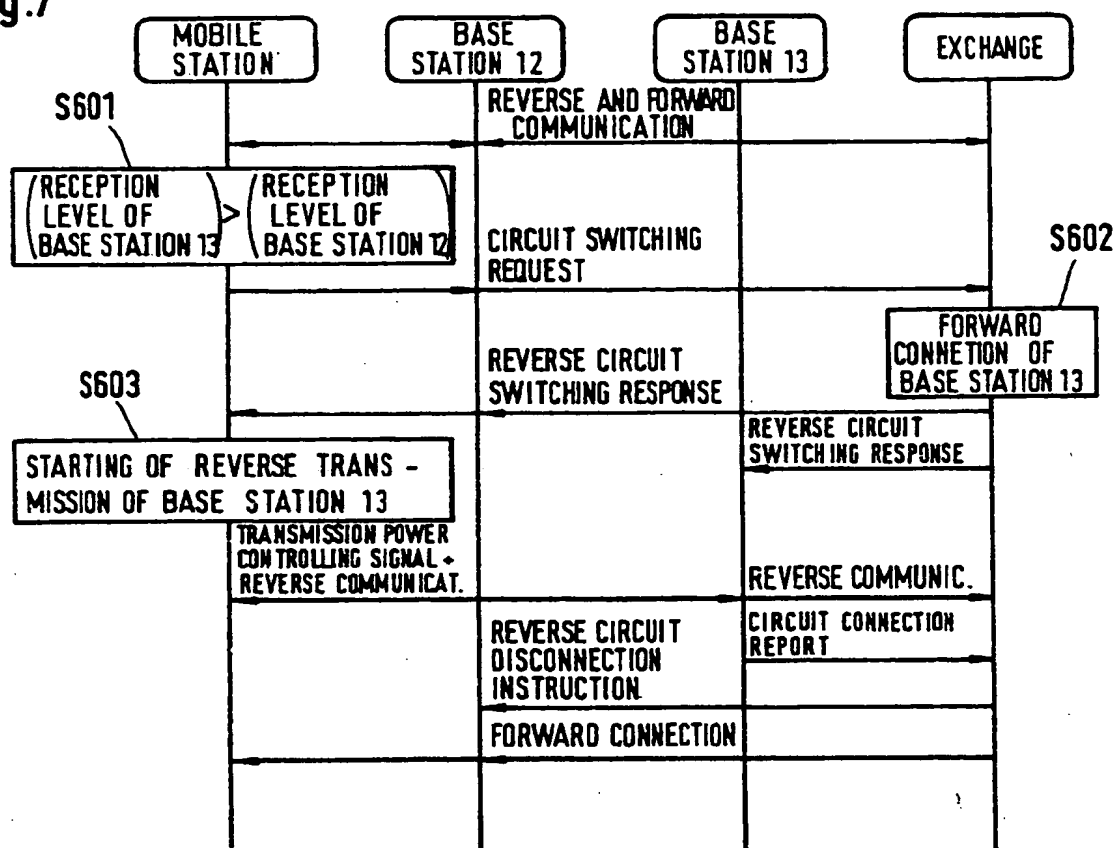 g.7
MOBILE
STATION
BASE
STATION 12
BASE
STATION 13
EXCHANGE
REVERSE AND FORWARD
COMMUNICATION
S601
(RECEPTION
LEVEL OF
BASE STATION 13) > (RECEPTION
LEVEL OF
BASE STATION 12)
CIRCUIT SWITCHING
REQUEST
S602
FORWARD
CONNETION OF
BASE STATION 13
REVERSE CIRCUIT
SWITCHING RESPONSE
S603
REVERSE CIRCUIT
SWITCHING RESPONSE
STARTING OF REVERSE TRANS -
MISSION OF BASE STATION 13
TRANSMISSION POWER
CONTROLLING SIGNAL +
REVERSE COMMUNICAT.
REVERSE COMMUNIC.
CIRCUIT CONNECTION
REPORT
REVERSE CIRCUIT
DISCONNECTION
INSTRUCTION
FORWARD CONNECTION